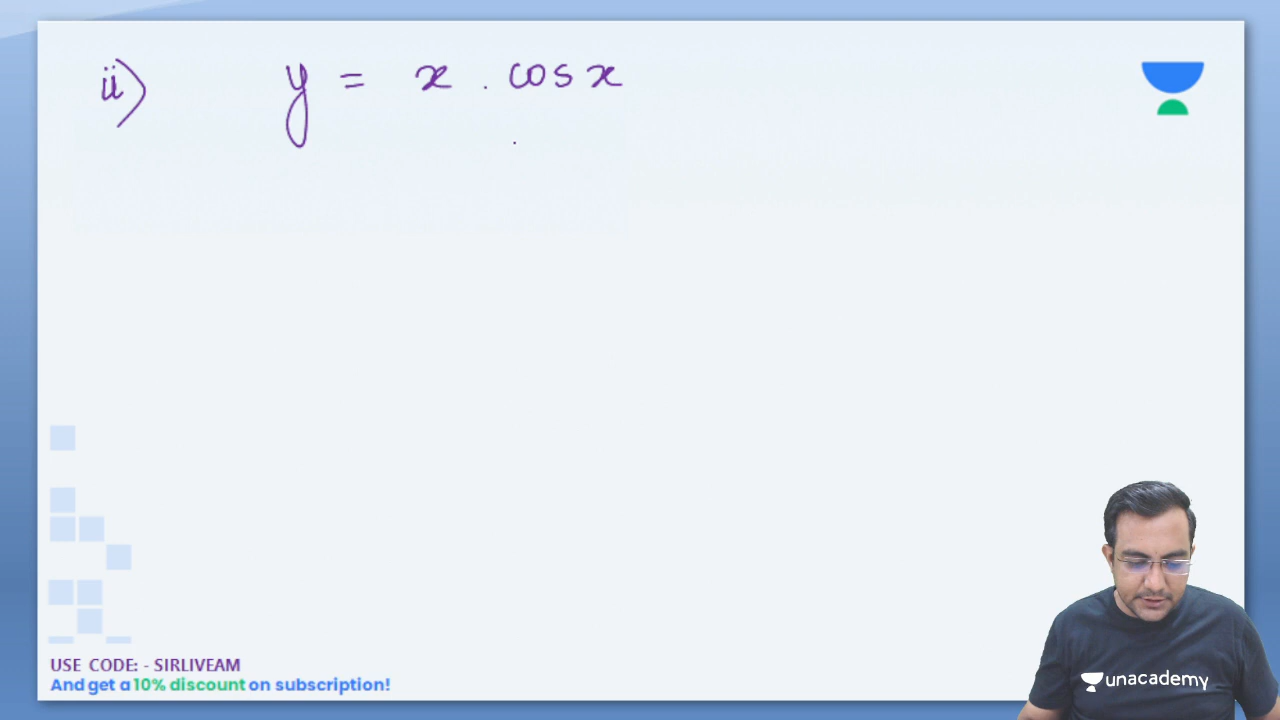 ii) y = x . cos x
USE CODE: - SIRLIVEAM
And get a 10% discount on subscription!
unacademy